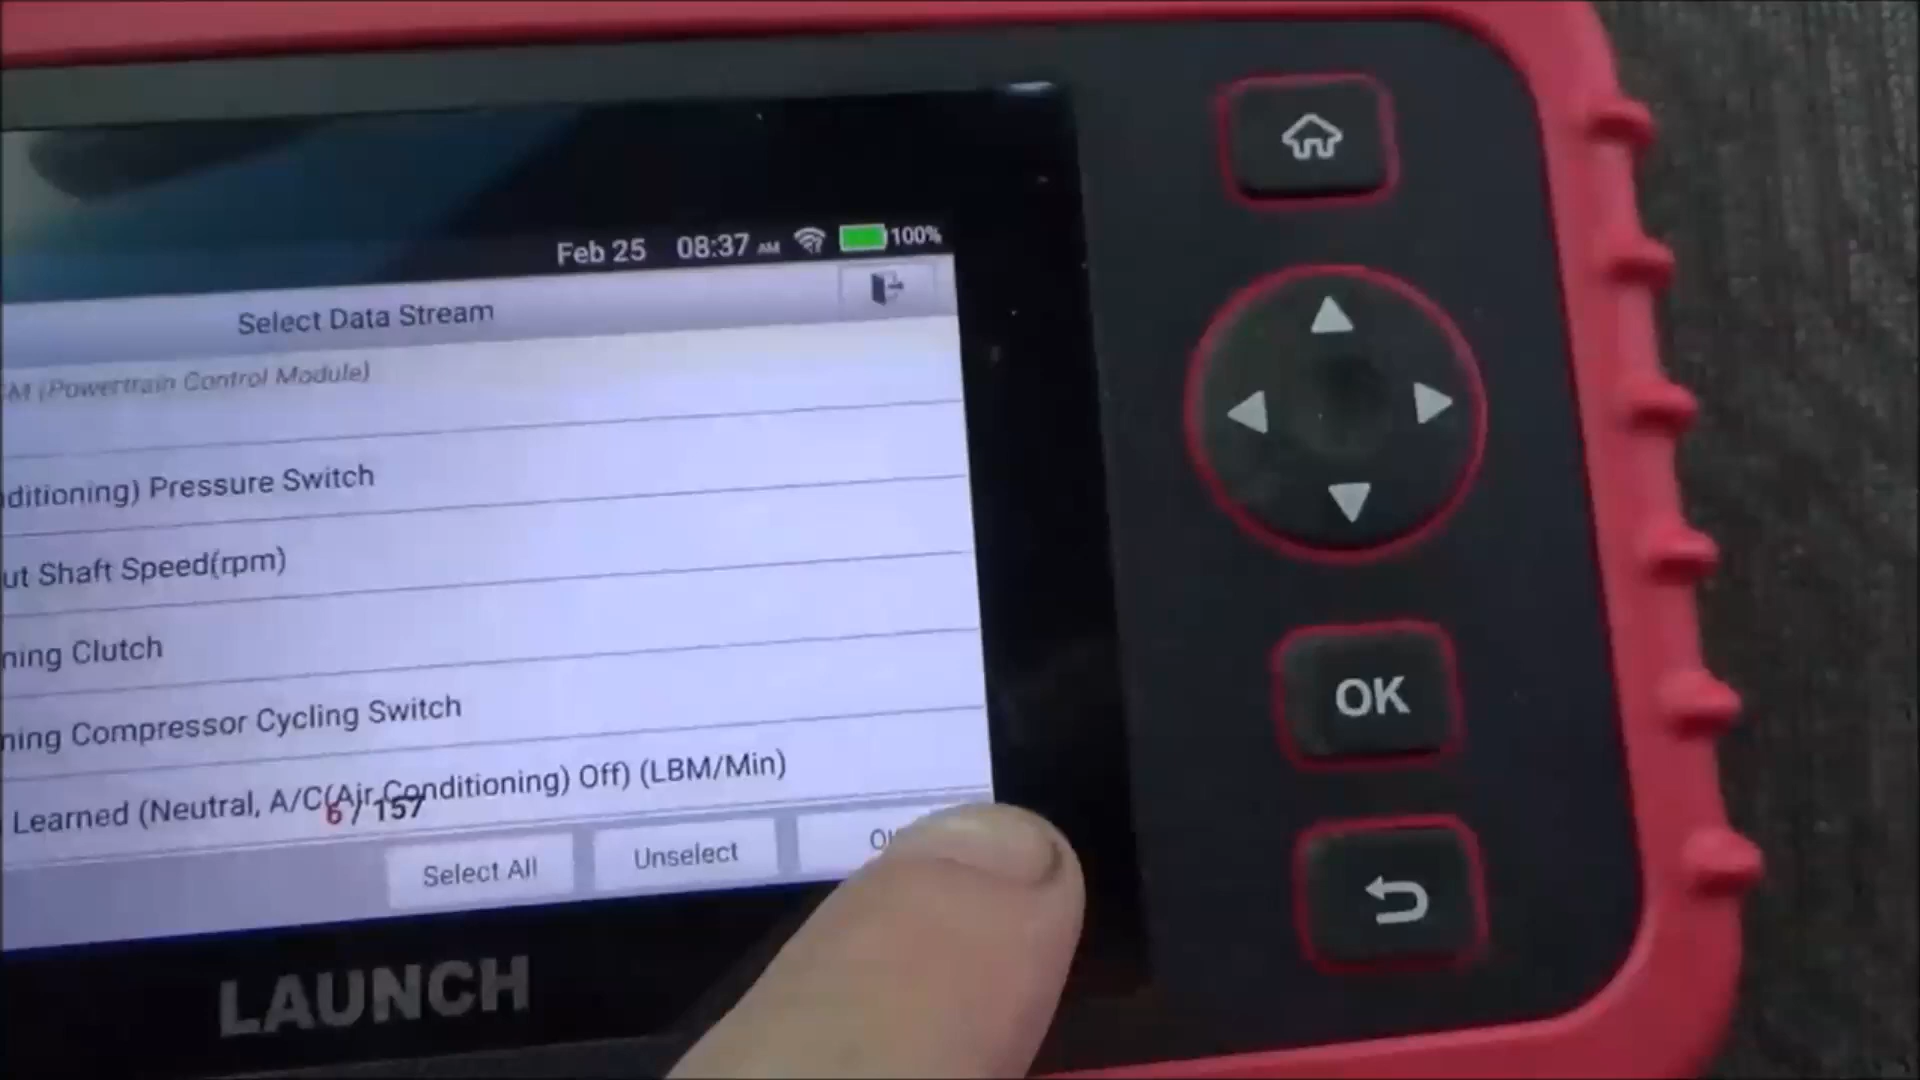 Feb 25 08:37 AM 100%
Select Data Stream
CM (Powertrain Control Module)
ditioning) Pressure Switch
ut Shaft Speed(rpm)
ning Clutch
ning Compressor Cycling Switch
Learned (Neutral, A/C(Air Conditioning) Off) (LBM/Min)
6 / 157
Select All Unselect OK
LAUNCH
OK